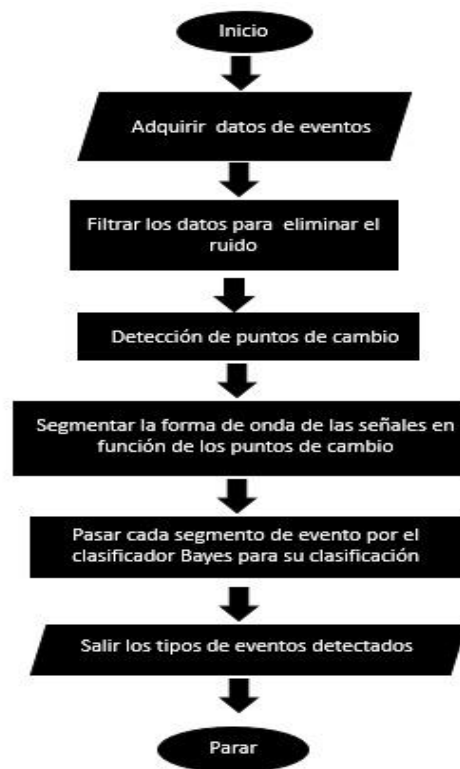 Inicio
Adquirir datos de eventos
Filtrar los datos para eliminar el
ruido
Detección de puntos de cambio
Segmentar la forma de onda de las señales en
función de los puntos de cambio
Pasar cada segmento de evento por el
clasificador Bayes para su clasificación
Salir los tipos de eventos detectados
Parar